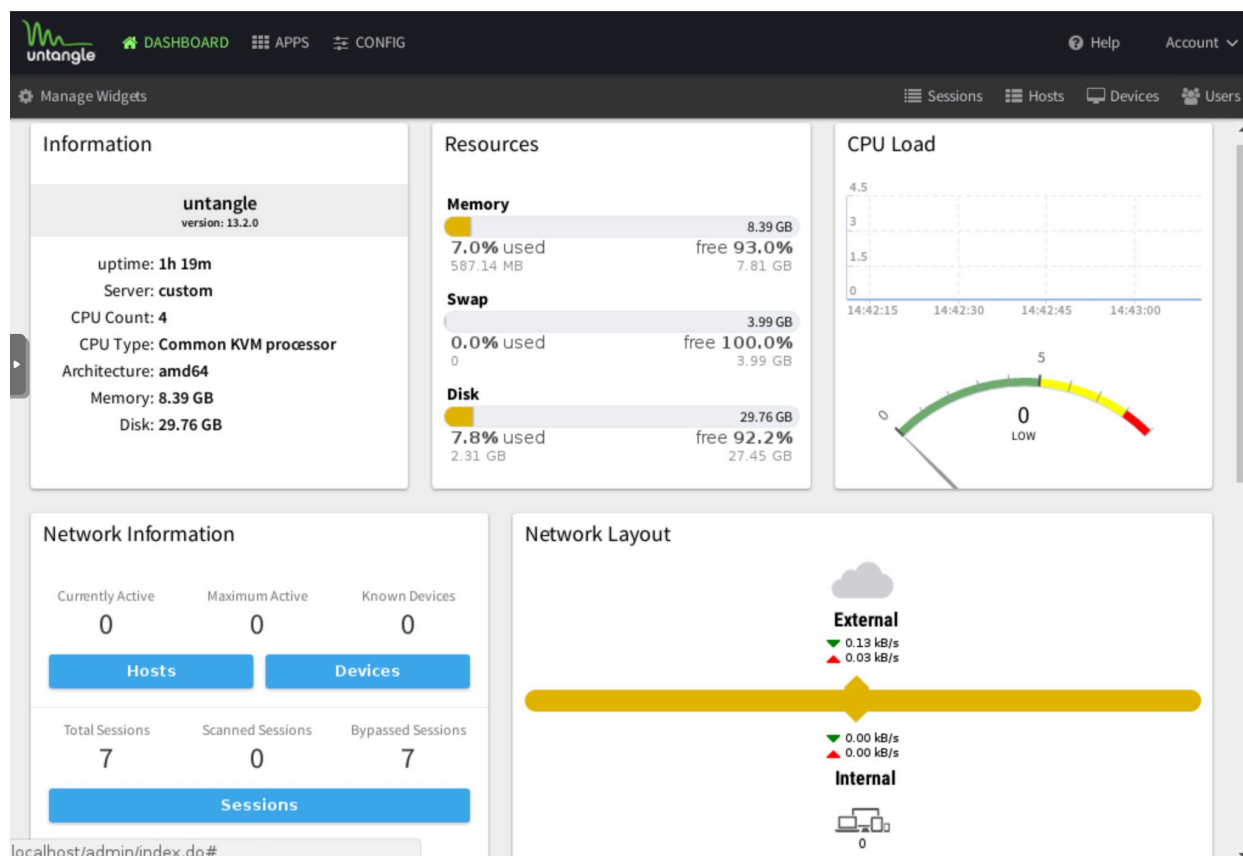 untangle
DASHBOARD APPS CONFIG Help Account
Manage Widgets Sessions Hosts Devices Users
Information
untangle
version: 13.2.0
uptime: 1h 19m
Server: custom
CPU Count: 4
CPU Type: Common KVM processor
Architecture: amd64
Memory: 8.39 GB
Disk: 29.76 GB
Resources
Memory
8.39 GB
7.0% used free 93.0%
587.14 MB 7.81 GB
Swap
3.99 GB
0.0% used free 100.0%
0 3.99 GB
Disk
29.76 GB
7.8% used free 92.2%
2.31 GB 27.45 GB
CPU Load
4.5
3
1.5
0
14:42:15 14:42:30 14:42:45 14:43:00
5
0
0
LOW
Network Information
Currently Active Maximum Active Known Devices
0 0 0
Hosts Devices
Total Sessions Scanned Sessions Bypassed Sessions
7 0 7
Sessions
Network Layout
External
0.13 kB/s
0.03 kB/s
0.00 kB/s
0.00 kB/s
Internal
0
localhost/admin/index.do#